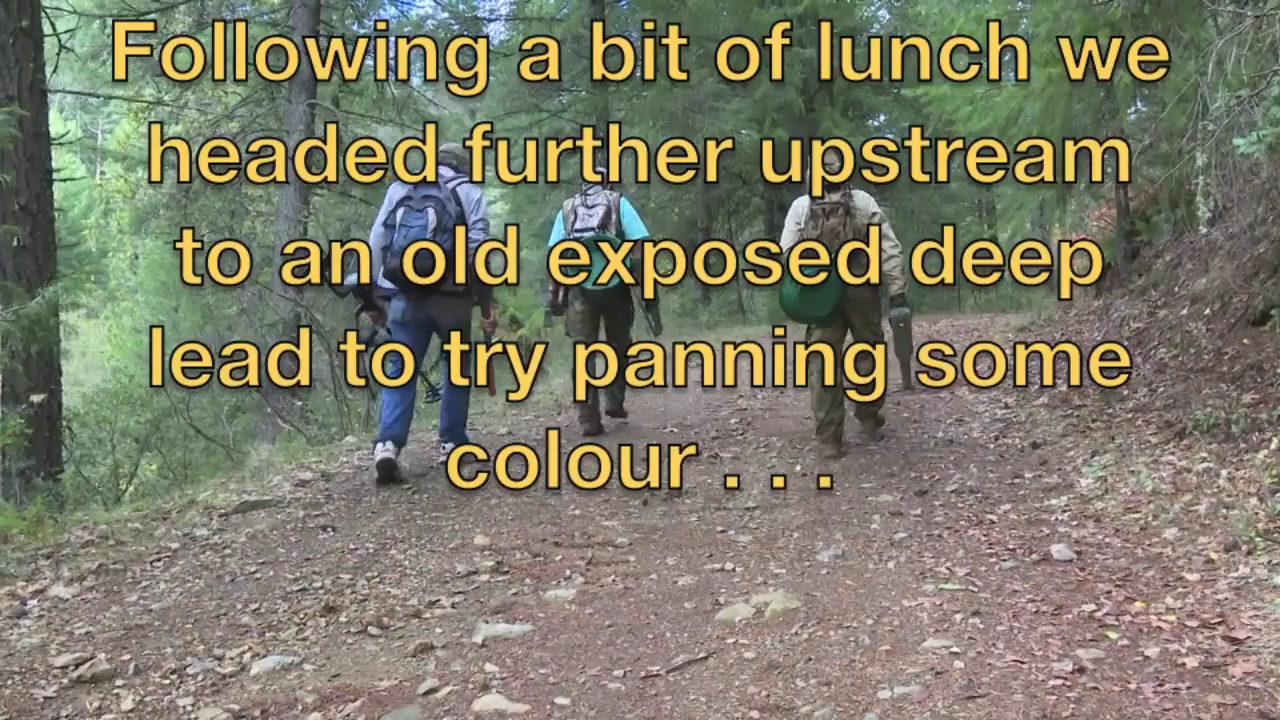 Following a bit of lunch we
headed further upstream
to an old exposed deep
lead to try panning some
colour . . .